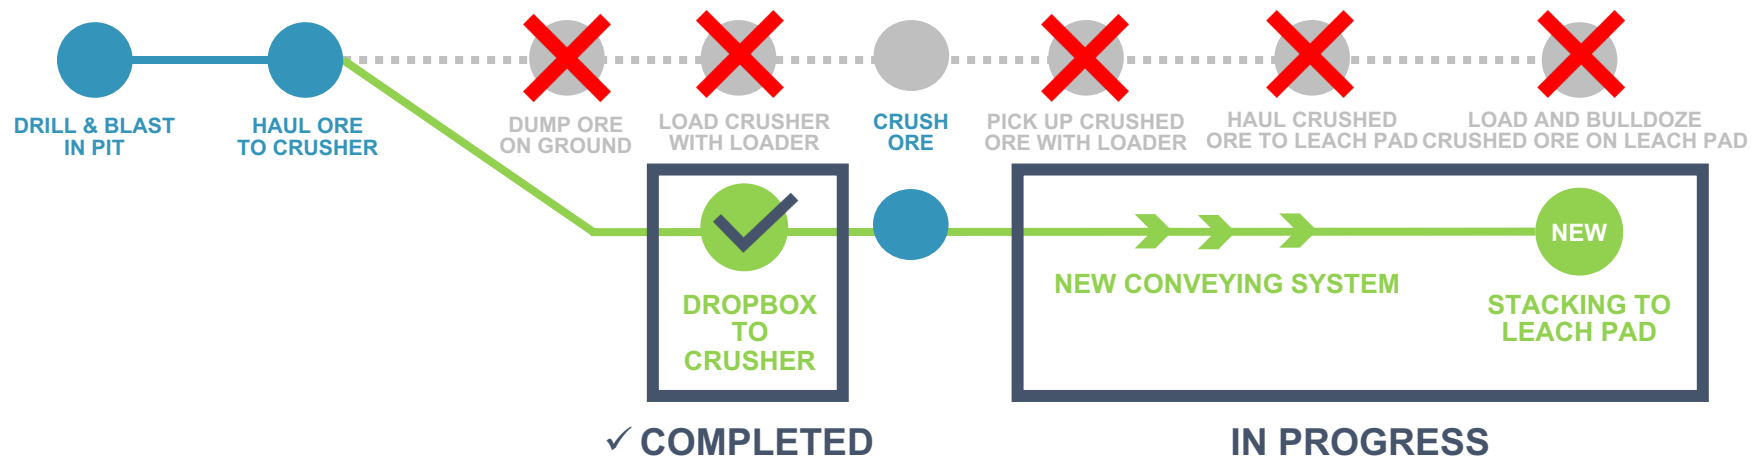 DRILL & BLAST
IN PIT
HAUL ORE
TO CRUSHER
DUMP ORE
ON GROUND
LOAD CRUSHER
WITH LOADER
CRUSH
ORE
PICK UP CRUSHED
ORE WITH LOADER
HAUL CRUSHED
ORE TO LEACH PAD
LOAD AND BULLDOZE
CRUSHED ORE ON LEACH PAD
DROPBOX
TO
CRUSHER
NEW CONVEYING SYSTEM
NEW
STACKING TO
LEACH PAD
✓ COMPLETED
IN PROGRESS